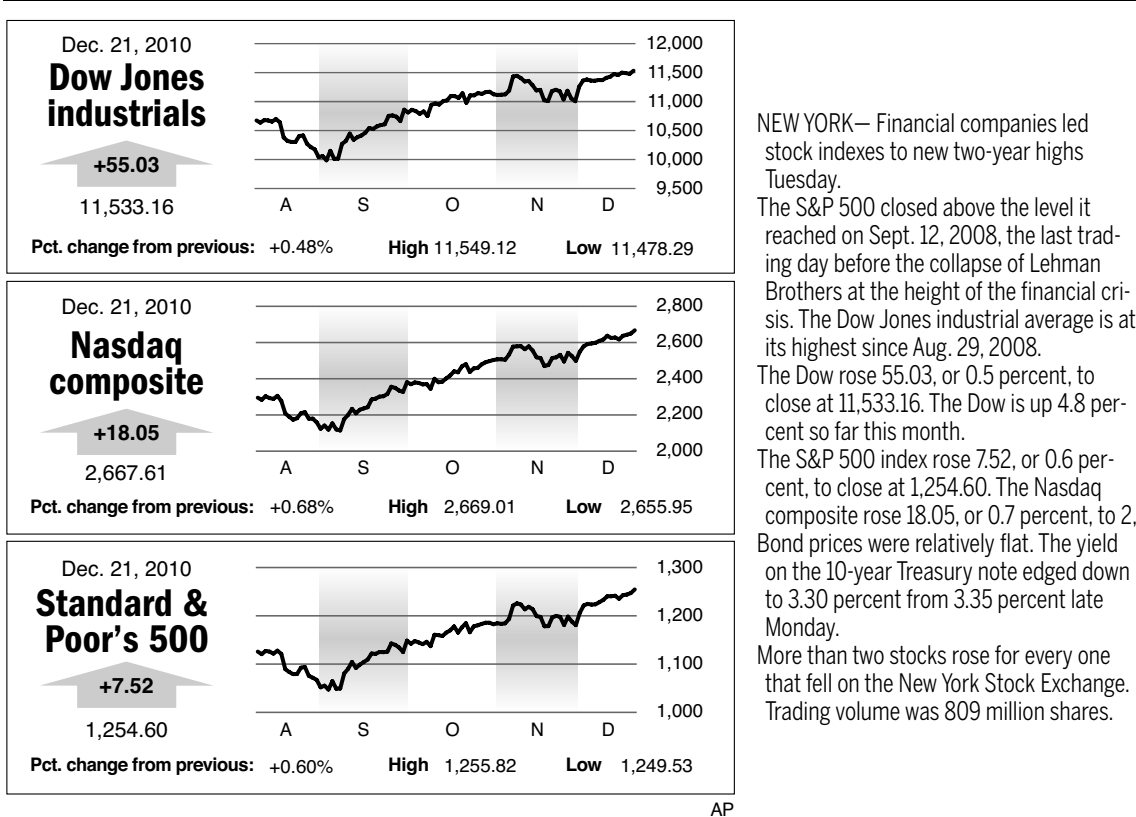 Dec. 21, 2010
Dow Jones
industrials
+55.03
11,533.16
12,000
11,500
11,000
10,500
10,000
9,500
A S O N D
Pct. change from previous: +0.48% High 11,549.12 Low 11,478.29
Dec. 21, 2010
Nasdaq
composite
+18.05
2,667.61
2,800
2,600
2,400
2,200
2,000
A S O N D
Pct. change from previous: +0.68% High 2,669.01 Low 2,655.95
Dec. 21, 2010
Standard &
Poor's 500
+7.52
1,254.60
1,300
1,200
1,100
1,000
A S O N D
Pct. change from previous: +0.60% High 1,255.82 Low 1,249.53
AP
NEW YORK— Financial companies led
stock indexes to new two-year highs
Tuesday.
The S&P 500 closed above the level it
reached on Sept. 12, 2008, the last trad-
ing day before the collapse of Lehman
Brothers at the height of the financial cri-
sis. The Dow Jones industrial average is at
its highest since Aug. 29, 2008.
The Dow rose 55.03, or 0.5 percent, to
close at 11,533.16. The Dow is up 4.8 per-
cent so far this month.
The S&P 500 index rose 7.52, or 0.6 per-
cent, to close at 1,254.60. The Nasdaq
composite rose 18.05, or 0.7 percent, to 2,
Bond prices were relatively flat. The yield
on the 10-year Treasury note edged down
to 3.30 percent from 3.35 percent late
Monday.
More than two stocks rose for every one
that fell on the New York Stock Exchange.
Trading volume was 809 million shares.